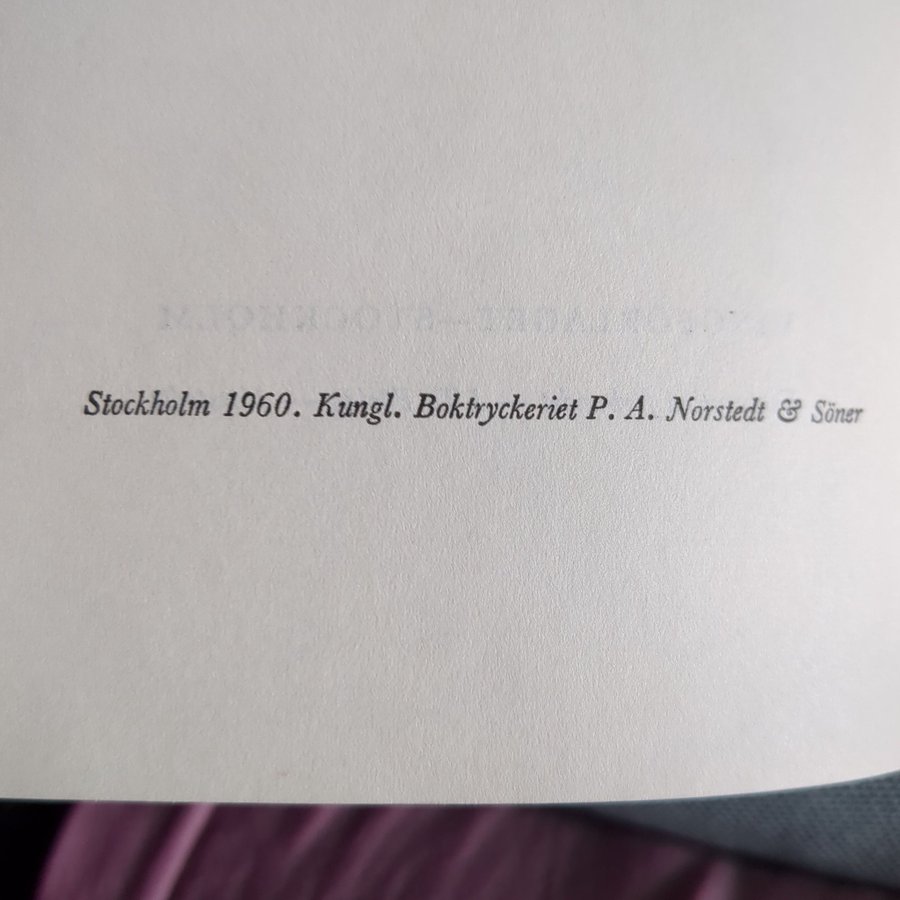 Stockholm 1960. Kungl. Boktryckeriet P. A. Norstedt & Söner